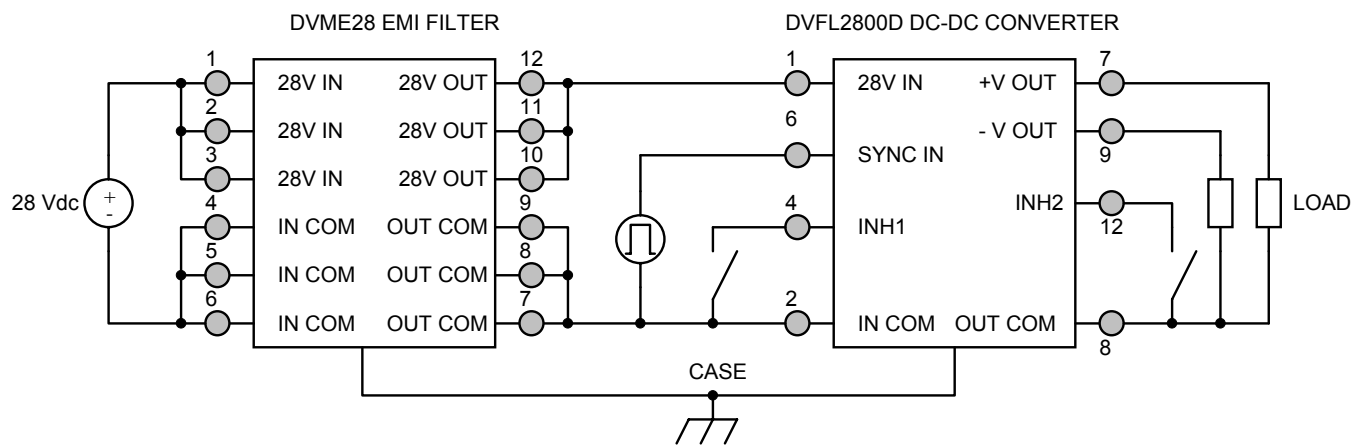 DVME28 EMI FILTER
DVFL2800D DC-DC CONVERTER
1 28V IN 28V OUT 12
2 28V IN 28V OUT 11
3 28V IN 28V OUT 10
4 IN COM OUT COM 9
5 IN COM OUT COM 8
6 IN COM OUT COM 7
28 Vdc
+
-
1 28V IN +V OUT 7
6 SYNC IN - V OUT 9
4 INH1 INH2 12
2 IN COM OUT COM 8
LOAD
CASE